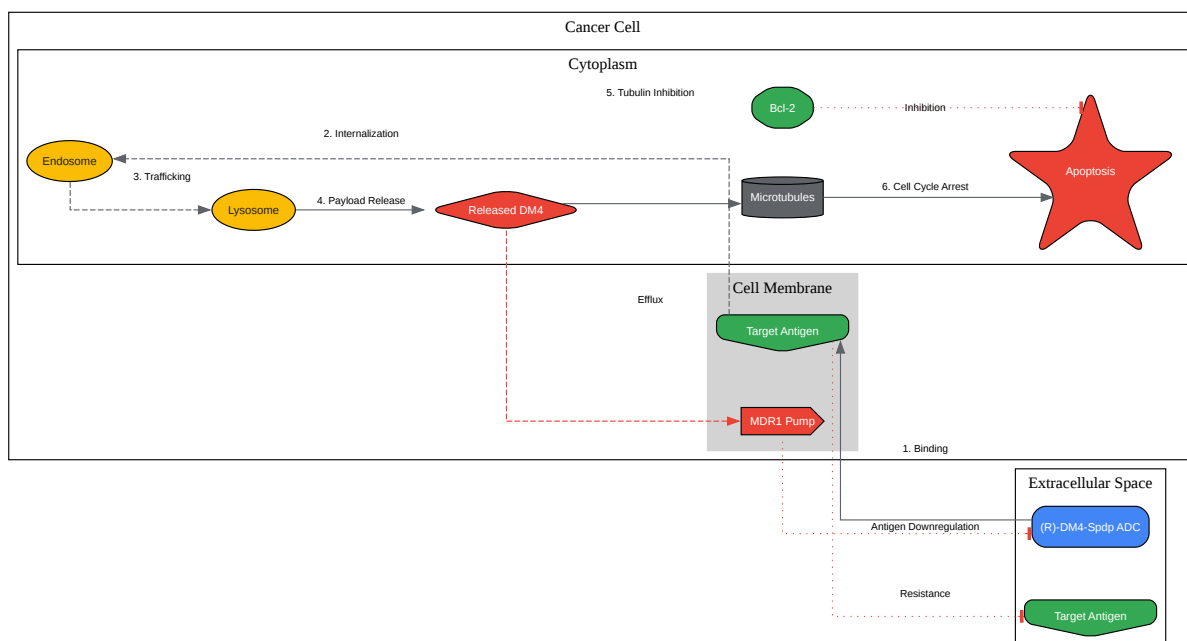 Cancer Cell
Cytoplasm
5. Tubulin Inhibition
Bcl-2
Inhibition
2. Internalization
Endosome
3. Trafficking
Apoptosis
6. Cell Cycle Arrest
Microtubules
4. Payload Release
Lysosome
Released DM4
Cell Membrane
Efflux
Target Antigen
MDR1 Pump
1. Binding
Extracellular Space
(R)-DM4-Spdp ADC
Antigen Downregulation
Resistance
Target Antigen